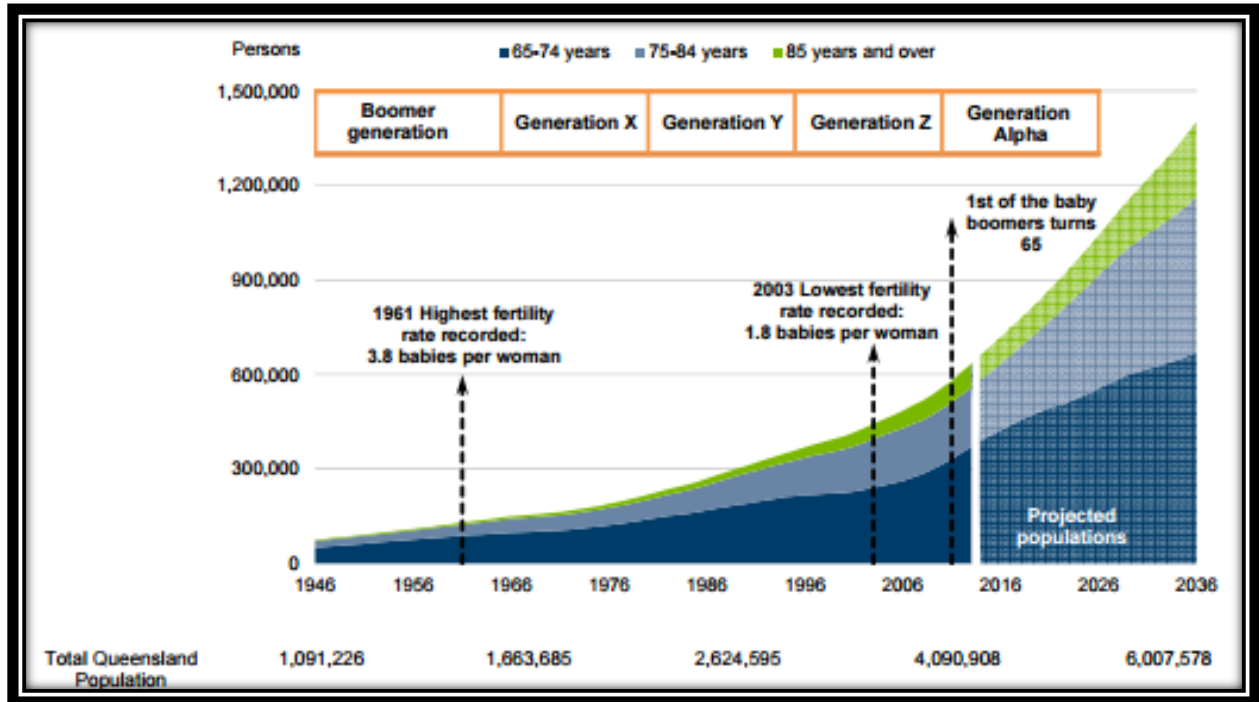 Persons
65-74 years 75-84 years 85 years and over
1,500,000
Boomer
generation
Generation X
Generation Y
Generation Z
Generation
Alpha
1,200,000
1st of the baby
boomers turns
65
900,000
2003 Lowest fertility
rate recorded:
1.8 babies per woman
1961 Highest fertility
rate recorded:
3.8 babies per woman
600,000
300,000
Projected
populations
0
1946 1956 1966 1976 1986 1996 2006 2016 2026 2036
Total Queensland
Population
1,091,226 1,663,685 2,624,595 4,090,908 6,007,578